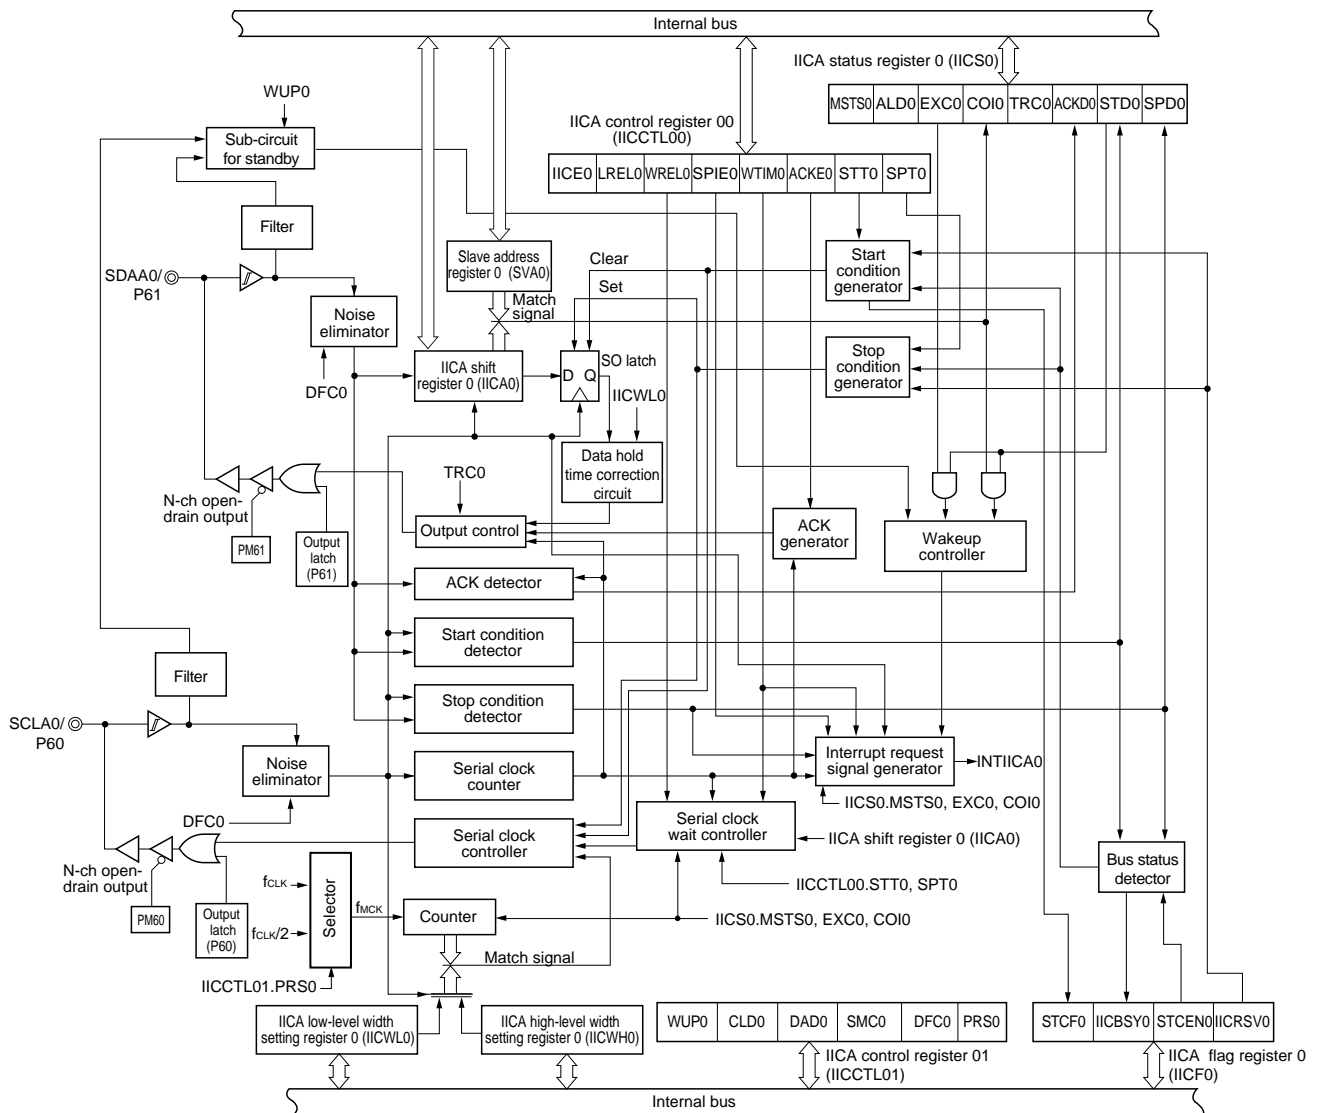 Internal bus
IICA status register 0 (IICS0)
MSTS0 ALD0 EXC0 COI0 TRC0 ACKD0 STD0 SPD0
WUP0
Sub-circuit
for standby
IICA control register 00
(IICCTL00)
IICE0 LREL0 WREL0 SPIE0 WTIM0 ACKE0 STT0 SPT0
Filter
SDAA0/
P61
Slave address
register 0 (SVA0)
Clear
Set
Match
signal
Start
condition
generator
Noise
eliminator
DFC0
IICA shift
register 0 (IICA0)
D Q
SO latch
IICWL0
Stop
condition
generator
Data hold
time correction
circuit
TRC0
N-ch open-
drain output
PM61
Output
latch
(P61)
Output control
ACK
generator
Wakeup
controller
ACK detector
Start condition
detector
Filter
Stop condition
detector
SCLA0/
P60
Noise
eliminator
DFC0
Serial clock
counter
Interrupt request
signal generator
INTIICA0
IICS0.MSTS0, EXC0, COI0
Serial clock
controller
Serial clock
wait controller
IICA shift register 0 (IICA0)
Bus status
detector
N-ch open-
drain output
PM60
Output
latch
(P60)
fCLK
fCLK/2
Selector
fMCK
Counter
IICCTL00.STT0, SPT0
IICS0.MSTS0, EXC0, COI0
Match signal
IICCTL01.PRS0
IICA low-level width
setting register 0 (IICWL0)
IICA high-level width
setting register 0 (IICWH0)
WUP0 CLD0 DAD0 SMC0 DFC0 PRS0
IICA control register 01
(IICCTL01)
STCF0 IICBSY0 STCEN0 IICRSV0
IICA flag register 0
(IICF0)
Internal bus